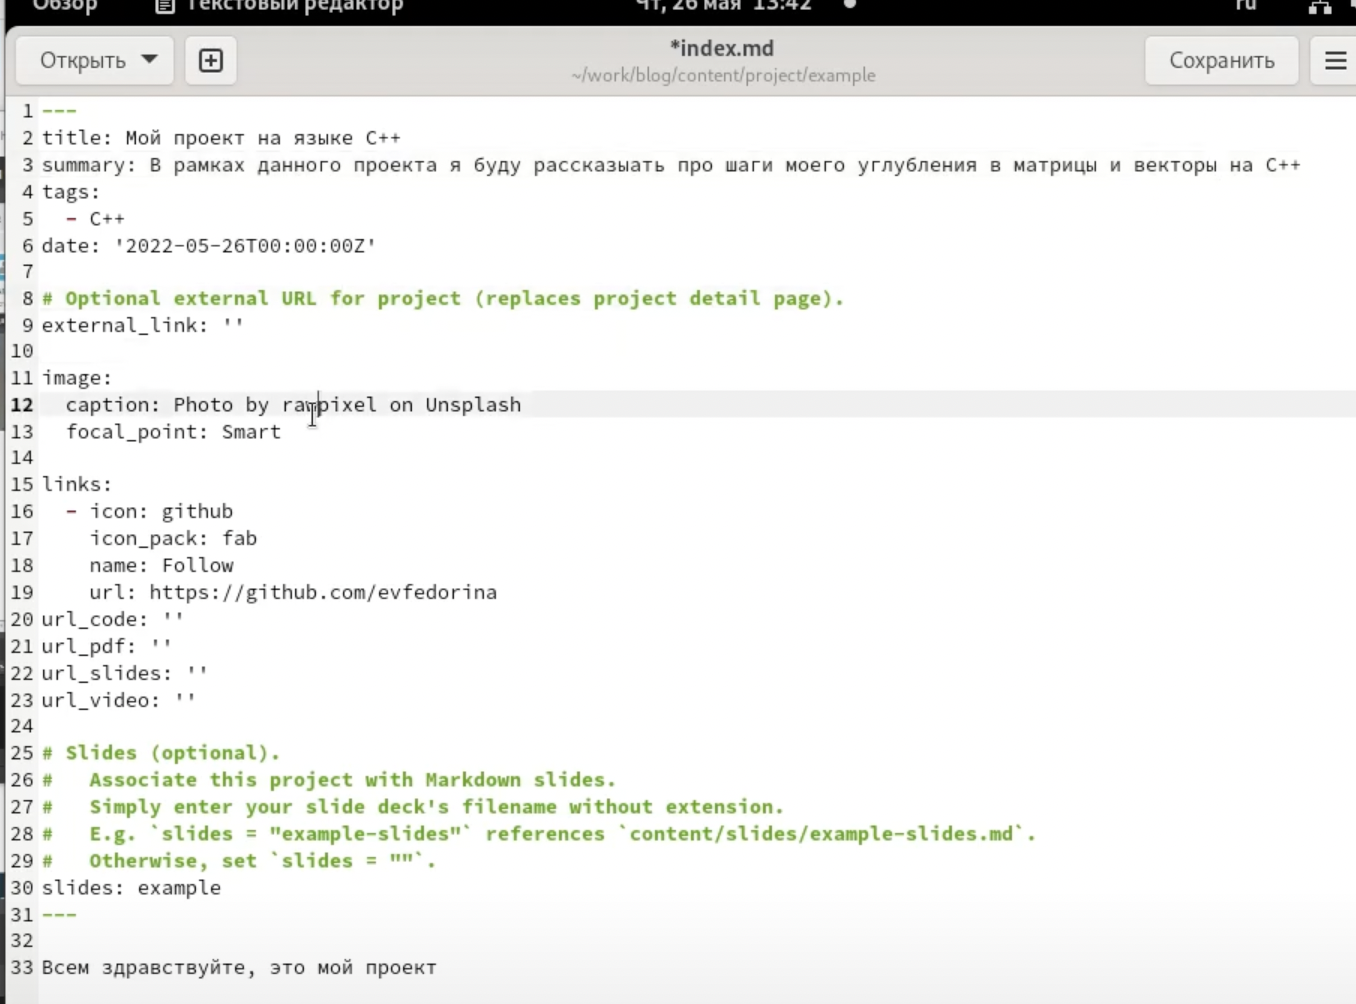 Обзор Текстовый редактор Чт, 26 мая 13:42 ru
Открыть *index.md Сохранить
~/work/blog/content/project/example
1 ---
2 title: Мой проект на языке C++
3 summary: В рамках данного проекта я буду рассказыать про шаги моего углубления в матрицы и векторы на C++
4 tags:
5   - C++
6 date: '2022-05-26T00:00:00Z'
7
8 # Optional external URL for project (replaces project detail page).
9 external_link: ''
10
11 image:
12   caption: Photo by rawpixel on Unsplash
13   focal_point: Smart
14
15 links:
16   - icon: github
17     icon_pack: fab
18     name: Follow
19     url: https://github.com/evfedorina
20 url_code: ''
21 url_pdf: ''
22 url_slides: ''
23 url_video: ''
24
25 # Slides (optional).
26 #   Associate this project with Markdown slides.
27 #   Simply enter your slide deck's filename without extension.
28 #   E.g. `slides = "example-slides"` references `content/slides/example-slides.md`.
29 #   Otherwise, set `slides = ""`.
30 slides: example
31 ---
32
33 Всем здравствуйте, это мой проект